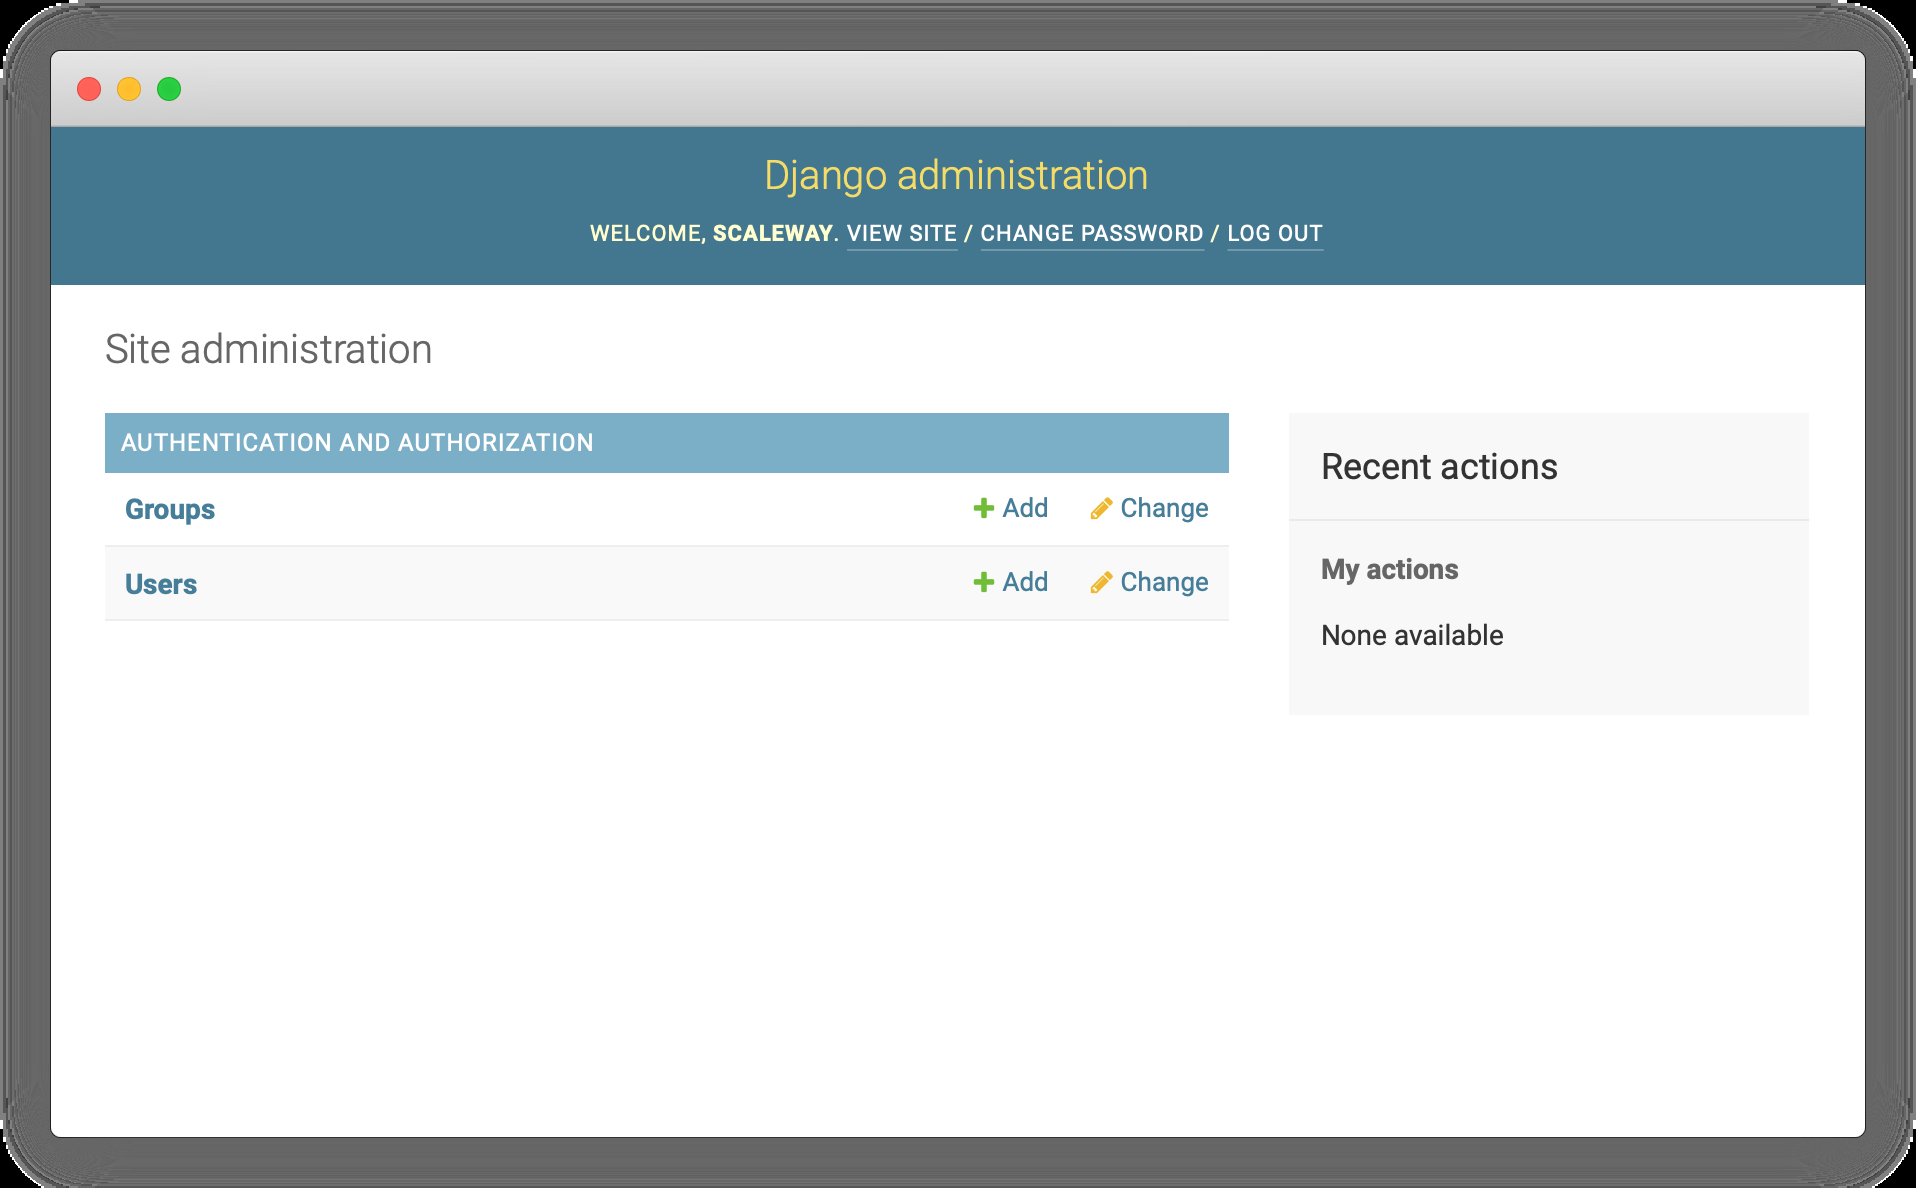 Django administration
WELCOME, SCALEWAY. VIEW SITE / CHANGE PASSWORD / LOG OUT
Site administration
AUTHENTICATION AND AUTHORIZATION
Groups Add Change
Users Add Change
Recent actions
My actions
None available